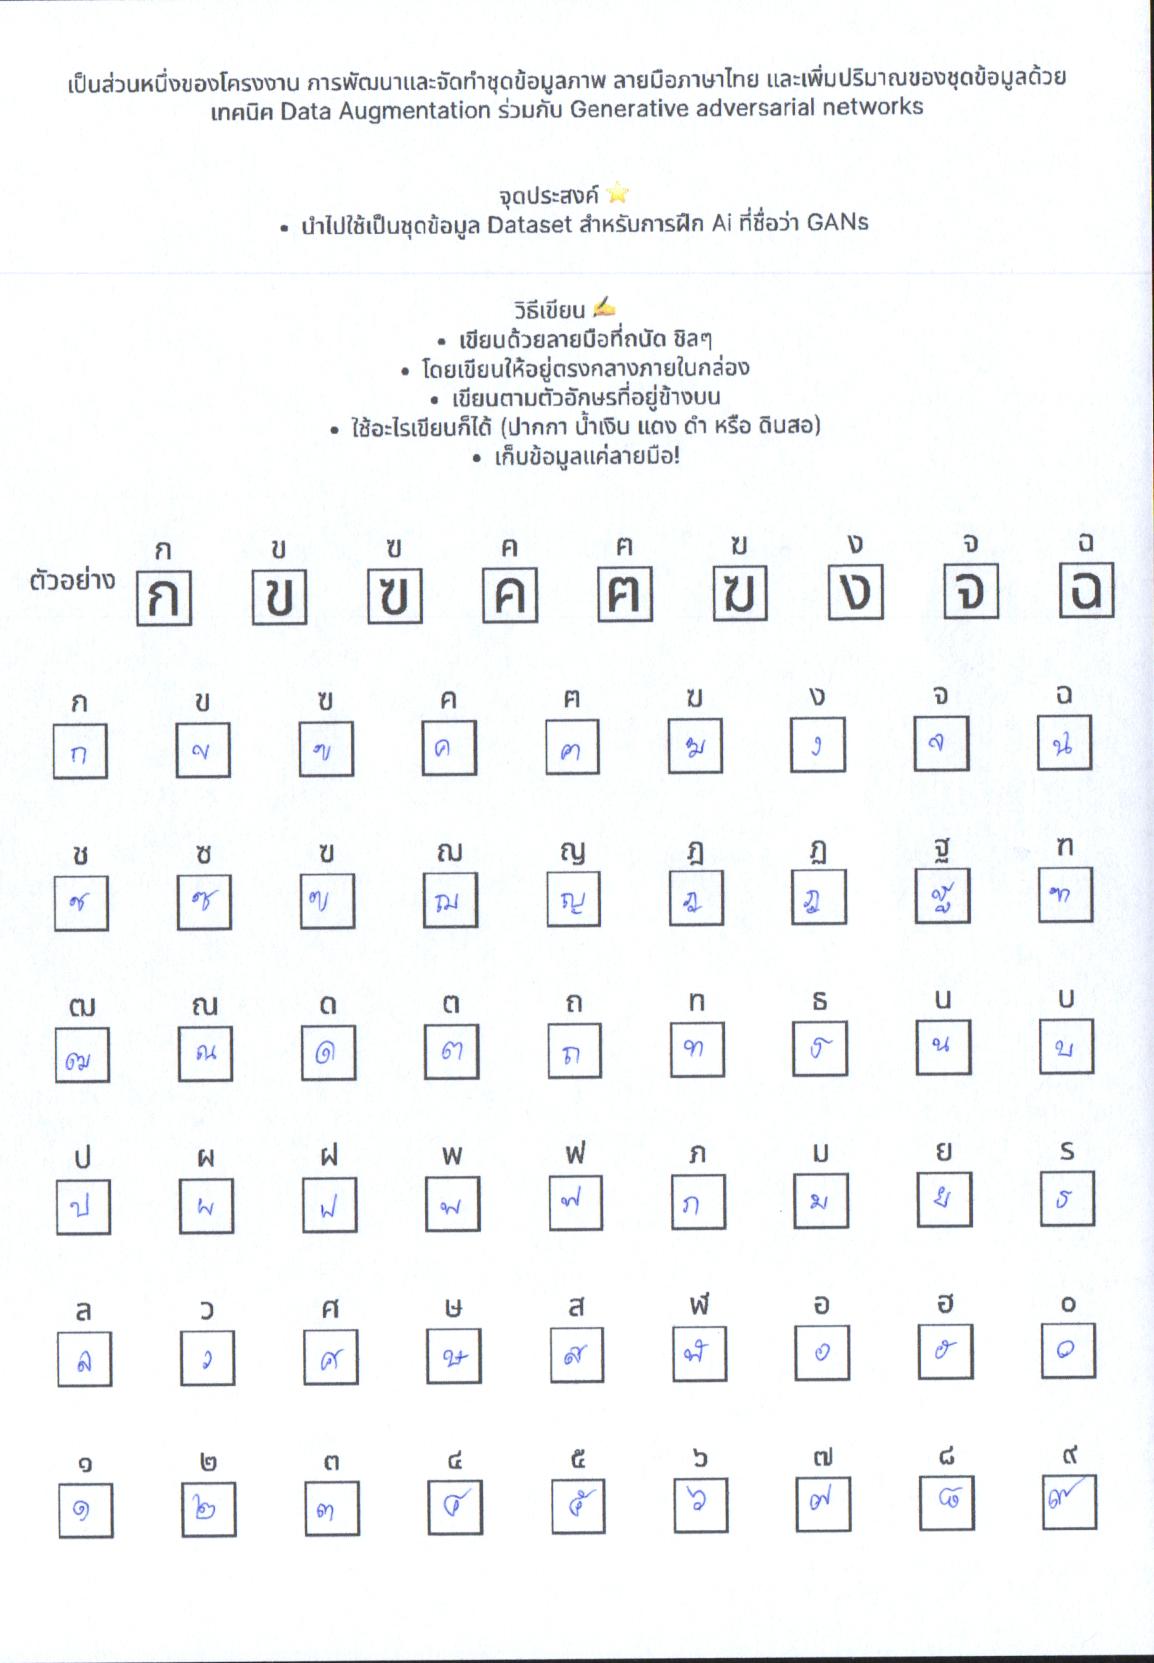 เป็นส่วนหนึ่งของโครงงาน การพัฒนาและจัดทำชุดข้อมูลภาพ ลายมือภาษาไทย และเพิ่มปริมาณของชุดข้อมูลด้วย
เทคนิค Data Augmentation ร่วมกับ Generative adversarial networks
จุดประสงค์ ⭐
• นำไปใช้เป็นชุดข้อมูล Dataset สำหรับการฝึก Ai ที่ชื่อว่า GANs
วิธีเขียน ✍️
• เขียนด้วยลายมือที่ถนัด ชิลๆ
• โดยเขียนให้อยู่ตรงกลางภายในกล่อง
• เขียนตามตัวอักษรที่อยู่ข้างบน
• ใช้อะไรเขียนก็ได้ (ปากกา น้ำเงิน แดง ดำ หรือ ดินสอ)
• เก็บข้อมูลแค่ลายมือ!
ก ข ฃ ค ฅ ฆ ง จ ฉ
ตัวอย่าง ก ข ฃ ค ฅ ฆ ง จ ฉ
ก ข ฃ ค ฅ ฆ ง จ ฉ
ก ข ฃ ค ฅ ฆ ง จ ฉ
ช ซ ฃ ฌ ญ ฎ ฏ ฐ ฑ
ช ซ ฃ ฌ ญ ฎ ฏ ฐ ฑ
ฒ ณ ด ต ถ ท ธ น บ
ฒ ณ ด ต ถ ท ธ น บ
ป ผ ฝ พ ฟ ภ ม ย ร
ป ผ ฝ พ ฟ ภ ม ย ร
ล ว ศ ษ ส ฬ อ ฮ ๐
ล ว ศ ษ ส ฬ อ ฮ ๐
๑ ๒ ๓ ๔ ๕ ๖ ๗ ๘ ๙
๑ ๒ ๓ ๔ ๕ ๖ ๗ ๘ ๙